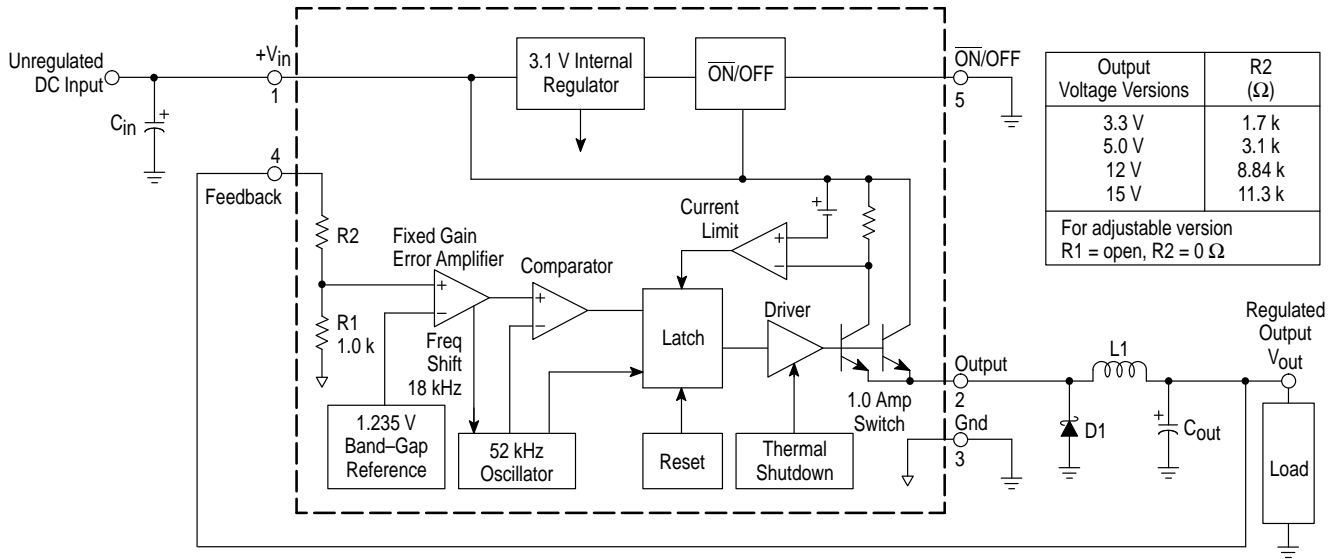 Unregulated
DC Input
+Vin
1
Cin
4
Feedback
3.1 V Internal
Regulator
ON/OFF
ON/OFF
5
Output
Voltage Versions
R2
(Ω)
3.3 V
1.7 k
5.0 V
3.1 k
12 V
8.84 k
15 V
11.3 k
For adjustable version
R1 = open, R2 = 0 Ω
R2
R1
1.0 k
Fixed Gain
Error Amplifier
+
−
Comparator
+
−
Current
Limit
+
−
+
Freq
Shift
18 kHz
Latch
Driver
1.0 Amp
Switch
1.235 V
Band–Gap
Reference
52 kHz
Oscillator
Reset
Thermal
Shutdown
Output
2
Gnd
3
D1
L1
+
Cout
Regulated
Output
Vout
Load
+